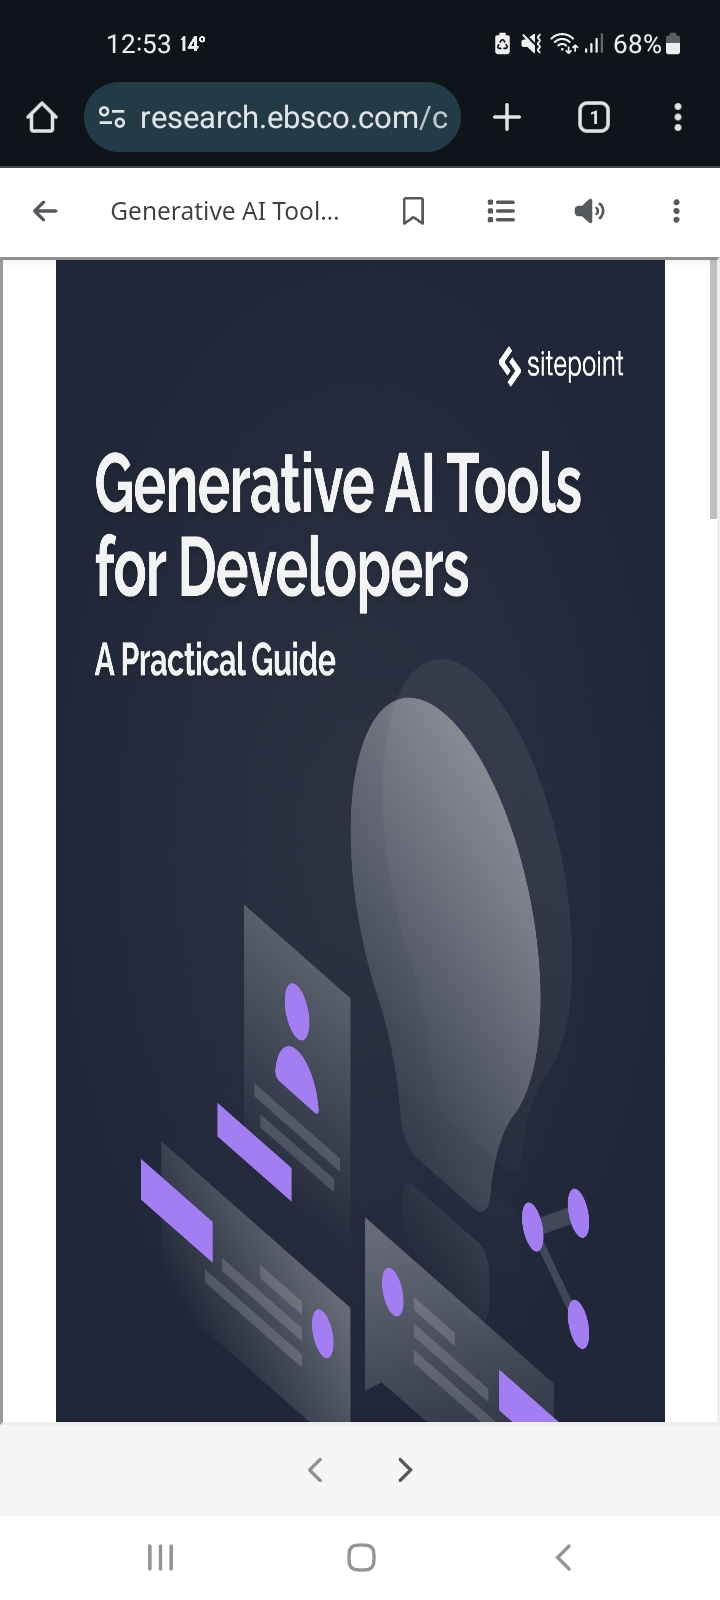 12:53 14°
68%
research.ebsco.com/c
1
Generative AI Tool...
sitepoint
Generative AI Tools
for Developers
A Practical Guide